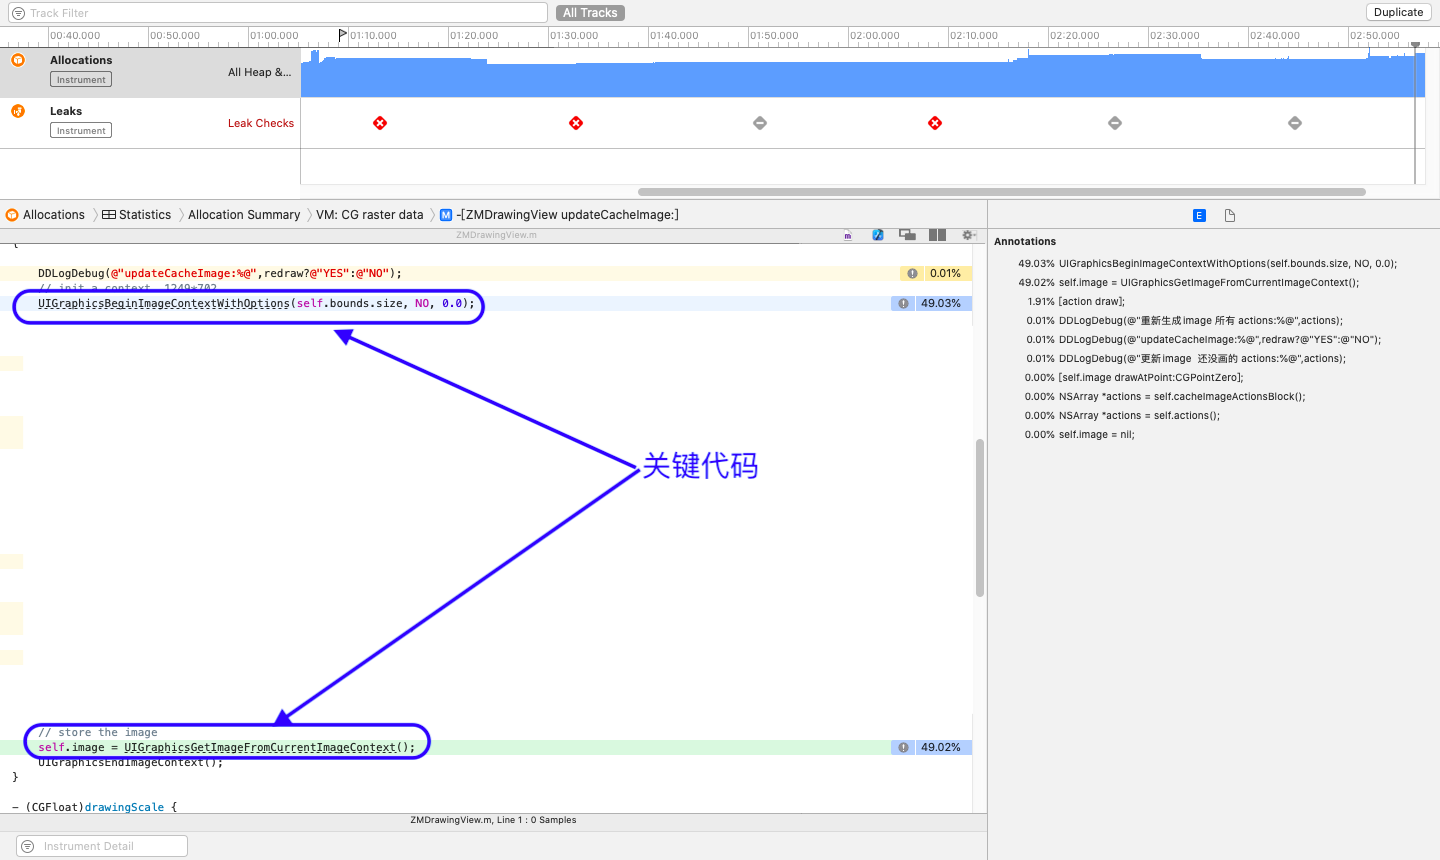 Track Filter
All Tracks
Duplicate
00:40.000 00:50.000 01:00.000 01:10.000 01:20.000 01:30.000 01:40.000 01:50.000 02:00.000 02:10.000 02:20.000 02:30.000 02:40.000 02:50.000
Allocations
Instrument
All Heap &...
Leaks
Instrument
Leak Checks
Allocations
Statistics
Allocation Summary
VM: CG raster data
M -[ZMDrawingView updateCacheImage:]
E
ZMDrawingView.m
{
DDLogDebug(@"updateCacheImage:%@",redraw?@"YES":@"NO");
0.01%
// init a context  1249*702
UIGraphicsBeginImageContextWithOptions(self.bounds.size, NO, 0.0);
49.03%
关键代码
// store the image
self.image = UIGraphicsGetImageFromCurrentImageContext();
49.02%
UIGraphicsEndImageContext();
}
- (CGFloat)drawingScale {
ZMDrawingView.m, Line 1 : 0 Samples
Instrument Detail
Annotations
49.03% UIGraphicsBeginImageContextWithOptions(self.bounds.size, NO, 0.0);
49.02% self.image = UIGraphicsGetImageFromCurrentImageContext();
1.91% [action draw];
0.01% DDLogDebug(@"重新生成image 所有 actions:%@",actions);
0.01% DDLogDebug(@"updateCacheImage:%@",redraw?@"YES":@"NO");
0.01% DDLogDebug(@"更新image  还没画的 actions:%@",actions);
0.00% [self.image drawAtPoint:CGPointZero];
0.00% NSArray *actions = self.cacheImageActionsBlock();
0.00% NSArray *actions = self.actions();
0.00% self.image = nil;